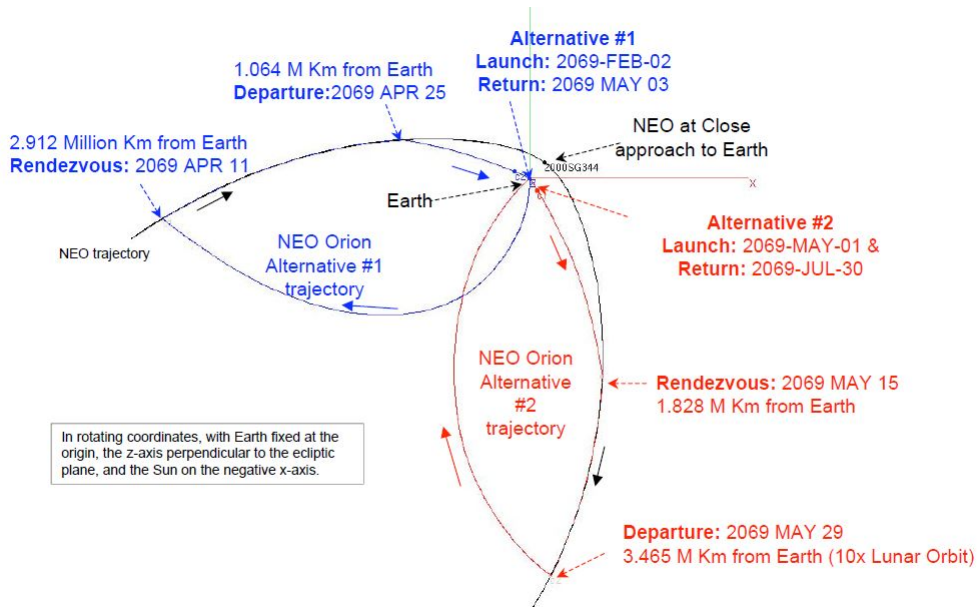 Alternative #1
Launch: 2069-FEB-02
Return: 2069 MAY 03
1.064 M Km from Earth
Departure:2069 APR 25
2.912 Million Km from Earth
Rendezvous: 2069 APR 11
NEO at Close
approach to Earth
2000SG344
X
Earth
NEO trajectory
NEO Orion
Alternative #1
trajectory
Alternative #2
Launch: 2069-MAY-01 &
Return: 2069-JUL-30
NEO Orion
Alternative
#2
trajectory
Rendezvous: 2069 MAY 15
1.828 M Km from Earth
In rotating coordinates, with Earth fixed at the
origin, the z-axis perpendicular to the ecliptic
plane, and the Sun on the negative x-axis.
Departure: 2069 MAY 29
3.465 M Km from Earth (10x Lunar Orbit)